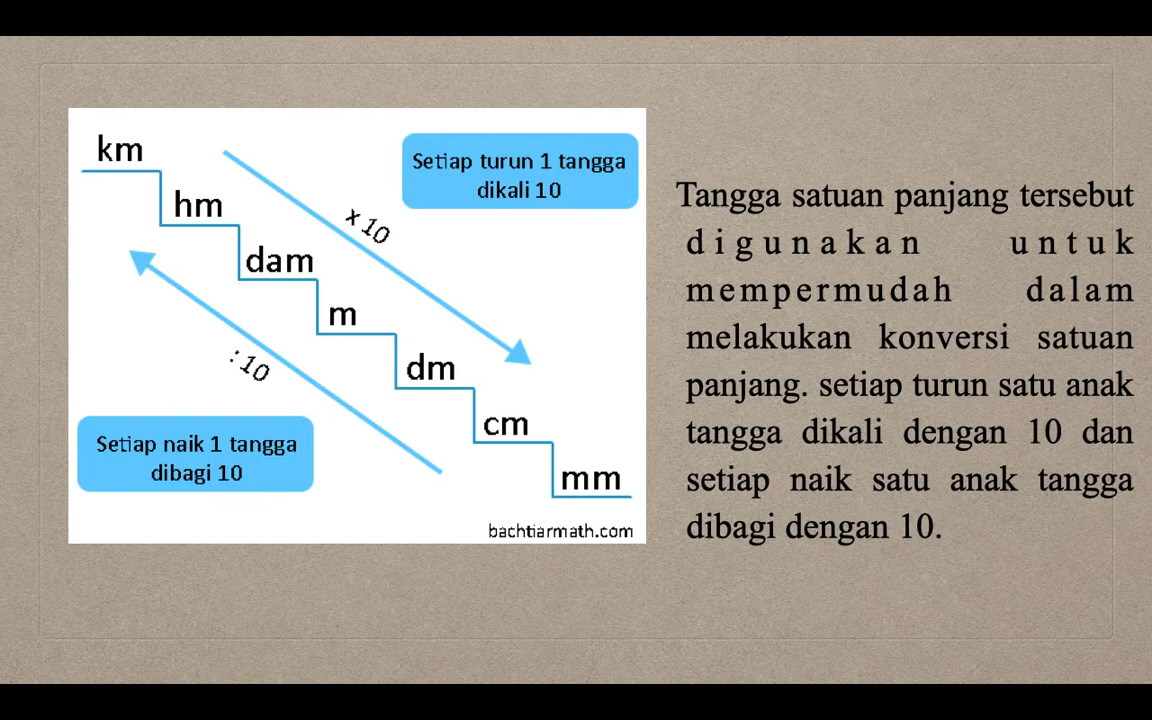 km
hm
dam
m
dm
cm
mm
x 10
: 10
Setiap turun 1 tangga
dikali 10
Setiap naik 1 tangga
dibagi 10
bachtiarmath.com
Tangga satuan panjang tersebut
digunakan untuk
mempermudah dalam
melakukan konversi satuan
panjang. setiap turun satu anak
tangga dikali dengan 10 dan
setiap naik satu anak tangga
dibagi dengan 10.